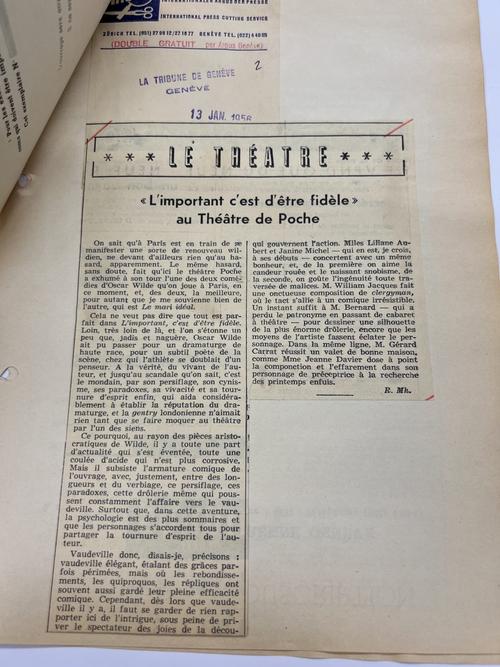 INTERNATIONAL PRESS CUTTING SERVICE
(DOUBLE GRATUIT par Argus Genève)
2
LA TRIBUNE DE GENÈVE
GENÈVE
13 JAN. 1956
* * * LE THÉATRE * * *
« L'important c'est d'être fidèle »
au Théâtre de Poche
On sait qu'à Paris est en train de se
manifester une sorte de renouveau wil-
dien, ne devant d'ailleurs rien qu'au ha-
sard, apparemment. Le même hasard,
sans doute, fait qu'ici le théâtre Poche
a exhumé à son tour l'une des deux comé-
dies d'Oscar Wilde qu'on joue à Paris, en
ce moment, et, des deux, la meilleure,
pour autant que je me souvienne bien de
l'autre, qui est Le mari idéal.
Cela ne veut pas dire que tout est par-
fait dans L'important, c'est d'être fidèle.
Loin, très loin de là, et l'on s'étonne un
peu que, jadis et naguère, Oscar Wilde
ait pu passer pour un dramaturge de
haute race, pour un subtil poète de la
scène, chez qui l'athlète se doublait d'un
penseur. A la vérité, du vivant de l'au-
teur, et jusqu'au scandale qu'on sait, c'est
le mondain, par son persiflage, son cynis-
me, ses paradoxes, sa vivacité et sa tour-
nure d'esprit enfin, qui aida considéra-
blement à établir la réputation du dra-
maturge, et la gentry londonienne n'aimait
rien tant que se faire moquer au théâtre
par l'un des siens.
Ce pourquoi, au rayon des pièces aristo-
cratiques de Wilde, il y a toute une part
d'actualité qui s'est éventée, toute une
coulée d'acide qui n'est plus corrosive.
Mais il subsiste l'armature comique de
l'ouvrage, avec, justement, entre des lon-
gueurs et du verbiage, ce persiflage, ces
paradoxes, cette drôlerie même qui pous-
sent constamment l'affaire vers le vau-
deville. Surtout que, dans cette aventure,
la psychologie est des plus sommaires et
que les personnages s'accordent tous pour
partager la tournure d'esprit de l'au-
teur.
Vaudeville donc, disais-je, précisons :
vaudeville élégant, étalant des grâces par-
fois périmées, mais où les rebondisse-
ments, les quiproquos, les répliques ont
souvent aussi gardé leur pleine efficacité
comique. Cependant, dès lors que vaude-
ville il y a, il faut se garder de rien rap-
porter ici de l'intrigue, sous peine de pri-
ver le spectateur des joies de la décou-
qui gouvernent l'action. Mlles Liliane Au-
bert et Janine Michel — qui en est, je crois,
à ses débuts — concertent avec un même
bonheur, et, de la première on aime la
candeur rouée et le naissant snobisme, de
la seconde, on goûte l'ingénuité toute tra-
versée de malices. M. William Jacques fait
une onctueuse composition de clergyman,
où le tact s'allie à un comique irrésistible.
Un instant suffit à M. Bernard — qui a
perdu le patronyme en passant de cabaret
à théâtre — pour dessiner une silhouette
de la plus énorme drôlerie, encore que les
moyens de l'artiste fassent éclater le per-
sonnage. Dans la même ligne, M. Gérard
Carrat réussit un valet de bonne maison,
comme Mme Jeanne Davier dose à point
la componction et l'effarement dans son
personnage de préceptrice à la recherche
des printemps enfuis.
R. Mh.